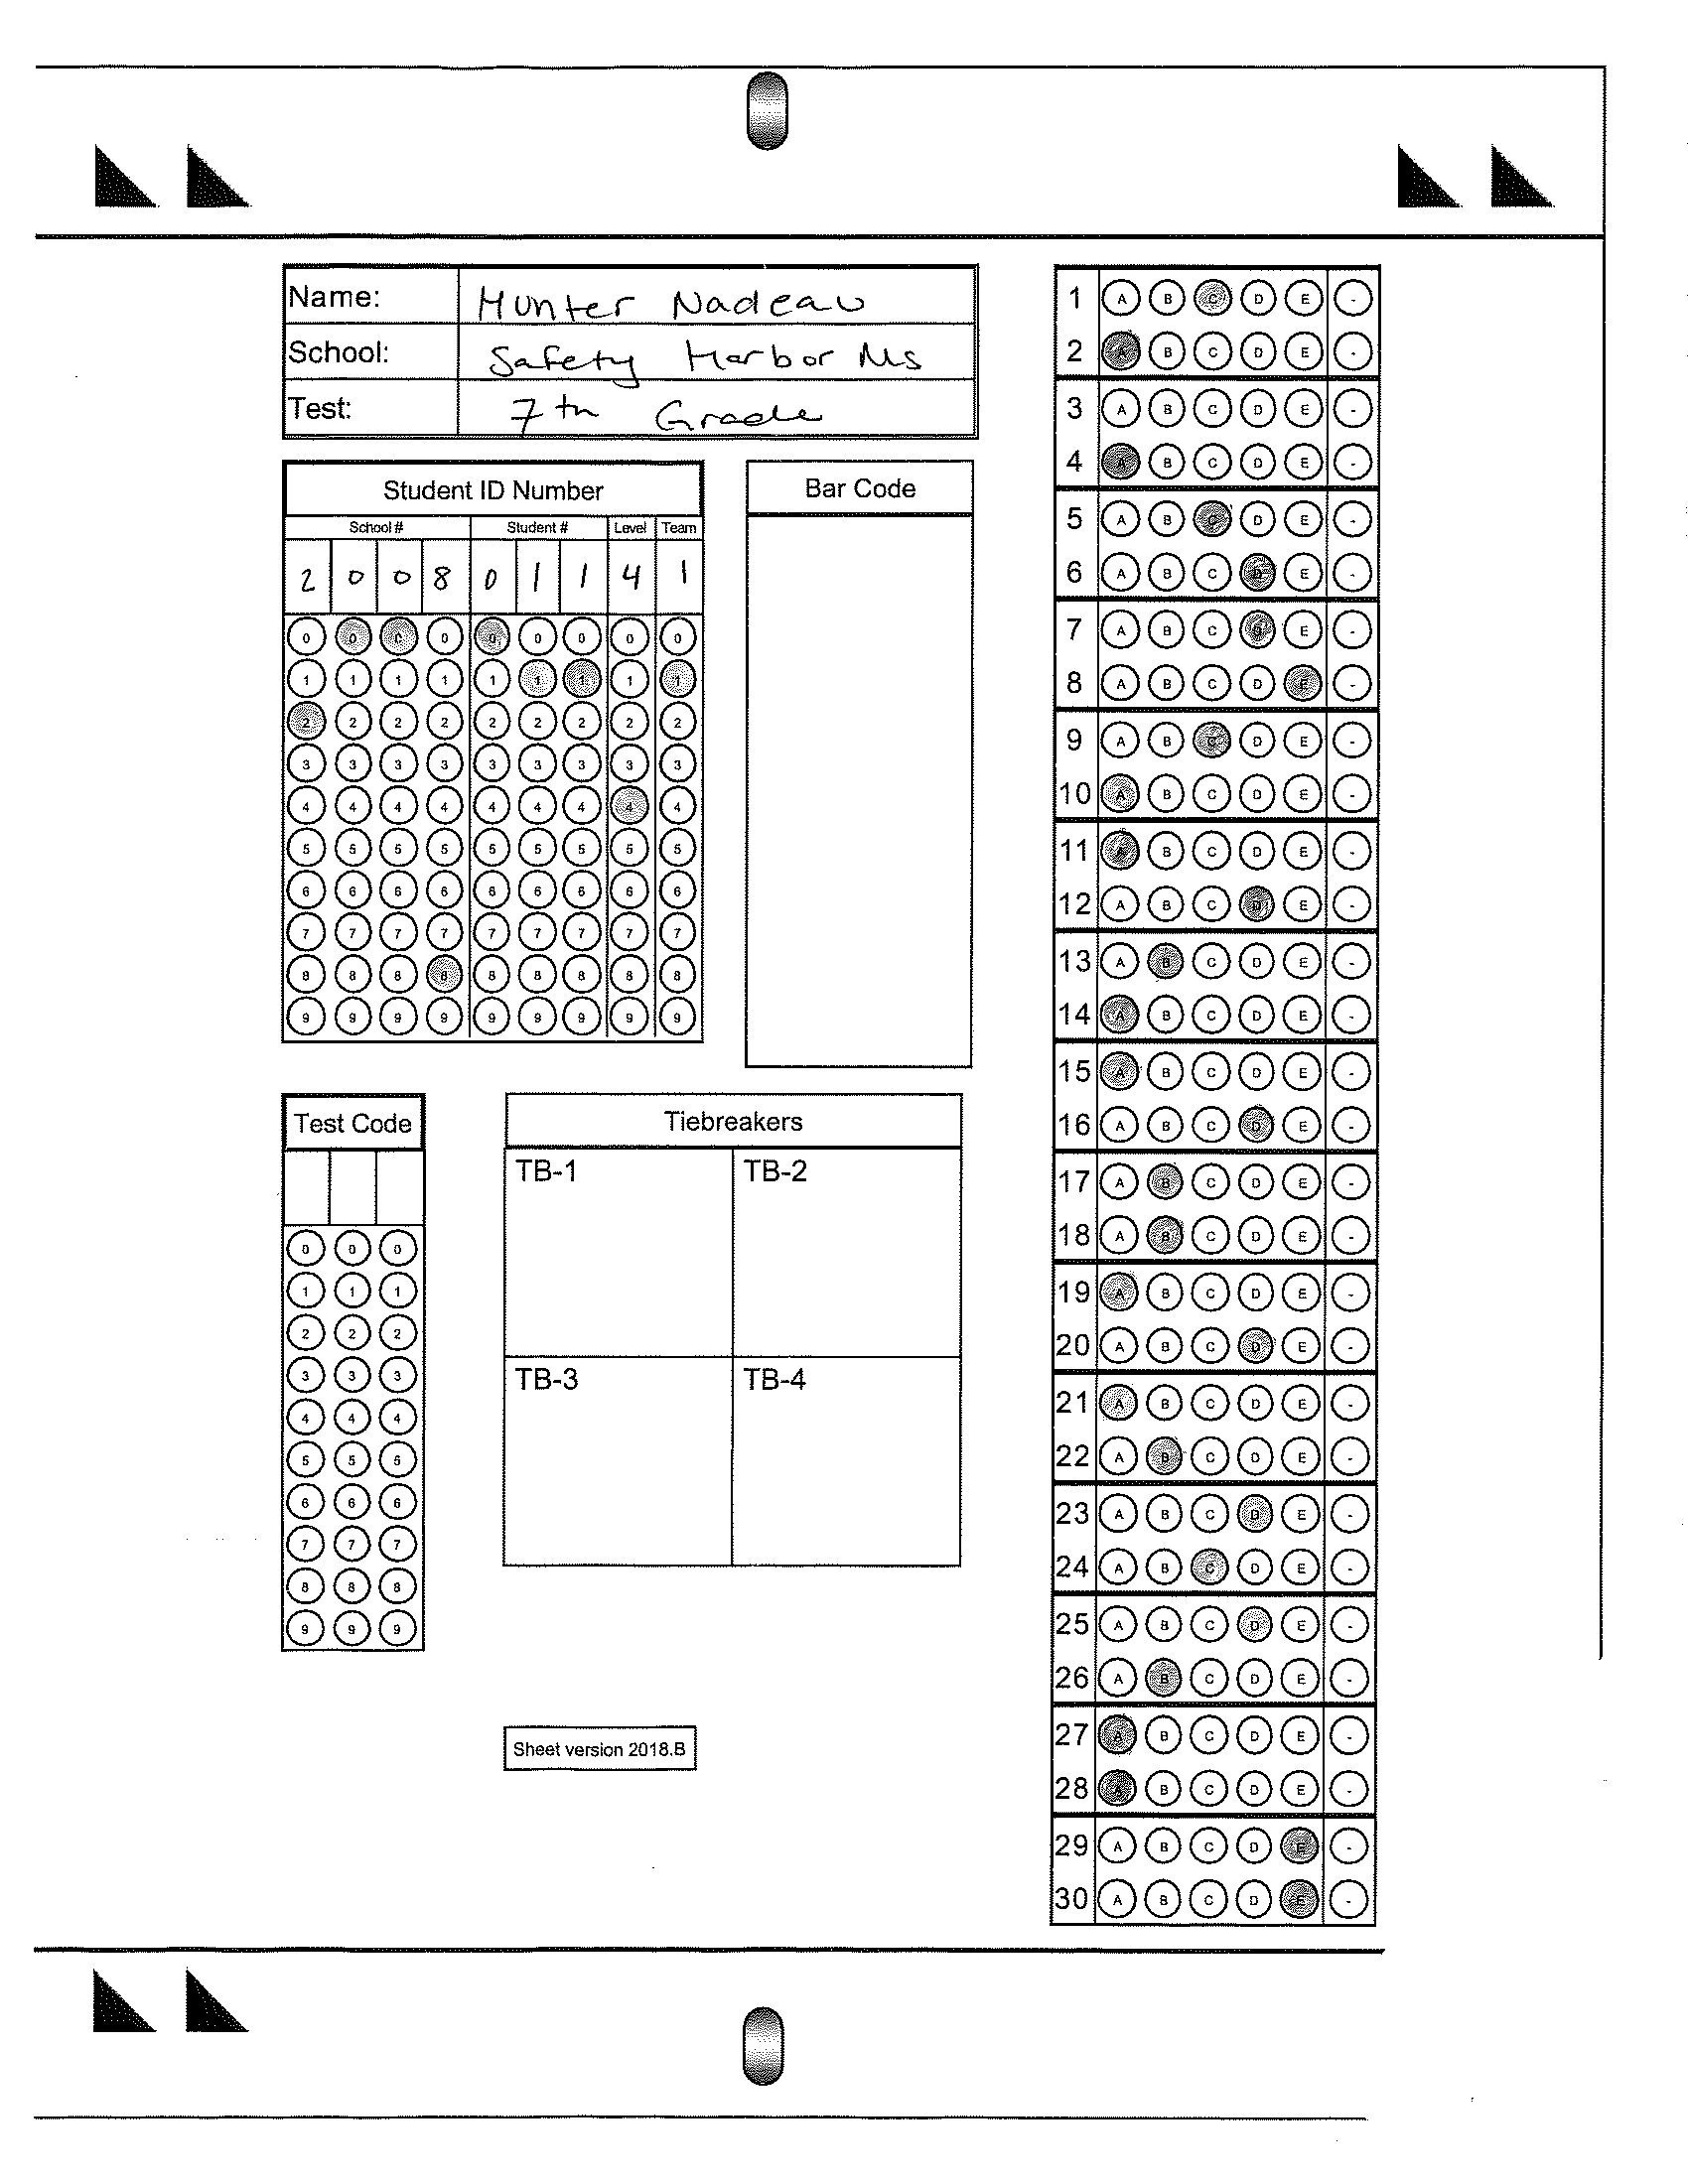 Name: Hunter Nadeau
School: Safety Harbor Ms
Test: 7th Grade
Student ID Number
School # Student # Level Team
2 0 0 8 0 1 1 4 1
0 0 0 0 0 0 0 0 0
1 1 1 1 1 1 1 1 1
2 2 2 2 2 2 2 2 2
3 3 3 3 3 3 3 3 3
4 4 4 4 4 4 4 4 4
5 5 5 5 5 5 5 5 5
6 6 6 6 6 6 6 6 6
7 7 7 7 7 7 7 7 7
8 8 8 8 8 8 8 8 8
9 9 9 9 9 9 9 9 9
Bar Code
Test Code
0 0 0
1 1 1
2 2 2
3 3 3
4 4 4
5 5 5
6 6 6
7 7 7
8 8 8
9 9 9
Tiebreakers
TB-1 TB-2
TB-3 TB-4
Sheet version 2018.B
1 A B C D E -
2 A B C D E -
3 A B C D E -
4 A B C D E -
5 A B C D E -
6 A B C D E -
7 A B C D E -
8 A B C D E -
9 A B C D E -
10 A B C D E -
11 A B C D E -
12 A B C D E -
13 A B C D E -
14 A B C D E -
15 A B C D E -
16 A B C D E -
17 A B C D E -
18 A B C D E -
19 A B C D E -
20 A B C D E -
21 A B C D E -
22 A B C D E -
23 A B C D E -
24 A B C D E -
25 A B C D E -
26 A B C D E -
27 A B C D E -
28 A B C D E -
29 A B C D E -
30 A B C D E -